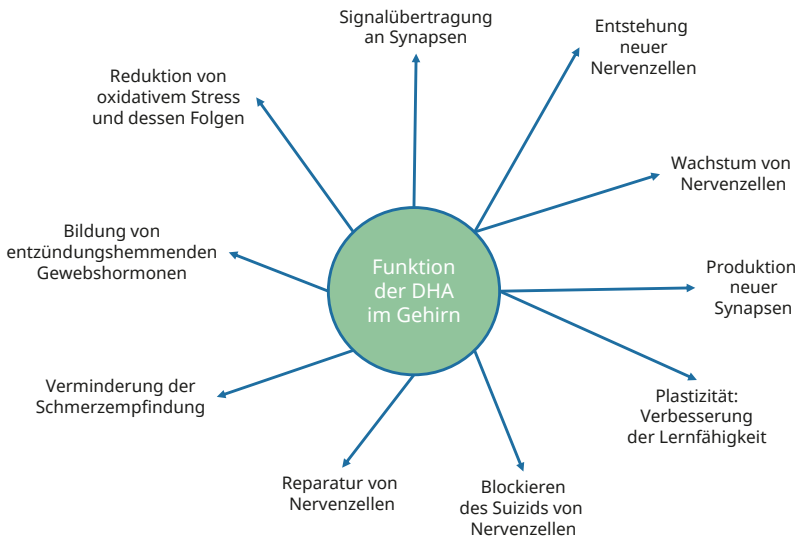 Signalübertragung
an Synapsen
Entstehung
neuer
Nervenzellen
Wachstum von
Nervenzellen
Produktion
neuer
Synapsen
Plastizität:
Verbesserung
der Lernfähigkeit
Blockieren
des Suizids von
Nervenzellen
Reparatur von
Nervenzellen
Verminderung der
Schmerzempfindung
Bildung von
entzündungshemmenden
Gewebshormonen
Reduktion von
oxidativem Stress
und dessen Folgen
Funktion
der DHA
im Gehirn